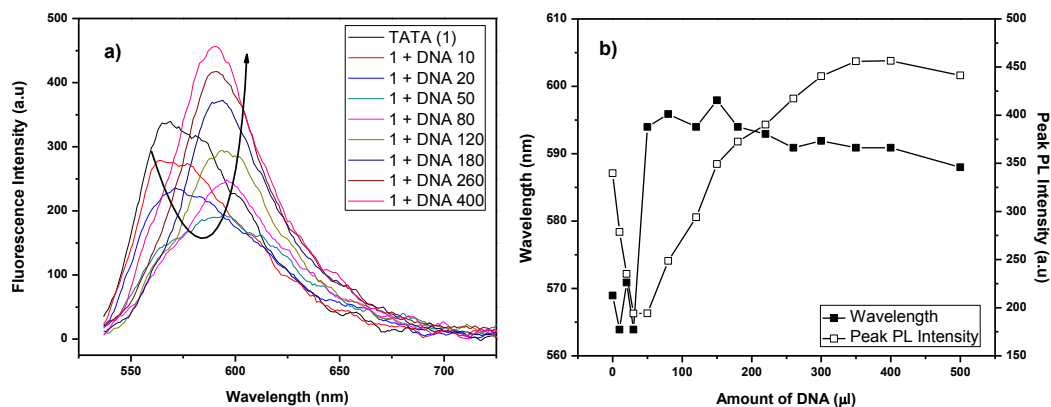 a)
500
400
300
200
100
0
550
600
650
700
Fluorescence Intensity (a.u)
Wavelength (nm)
TATA (1)
1 + DNA 10
1 + DNA 20
1 + DNA 50
1 + DNA 80
1 + DNA 120
1 + DNA 180
1 + DNA 260
1 + DNA 400
b)
610
600
590
580
570
560
Wavelength (nm)
0
100
200
300
400
500
Amount of DNA (µl)
500
450
400
350
300
250
200
150
Peak PL Intensity (a.u)
Wavelength
Peak PL Intensity